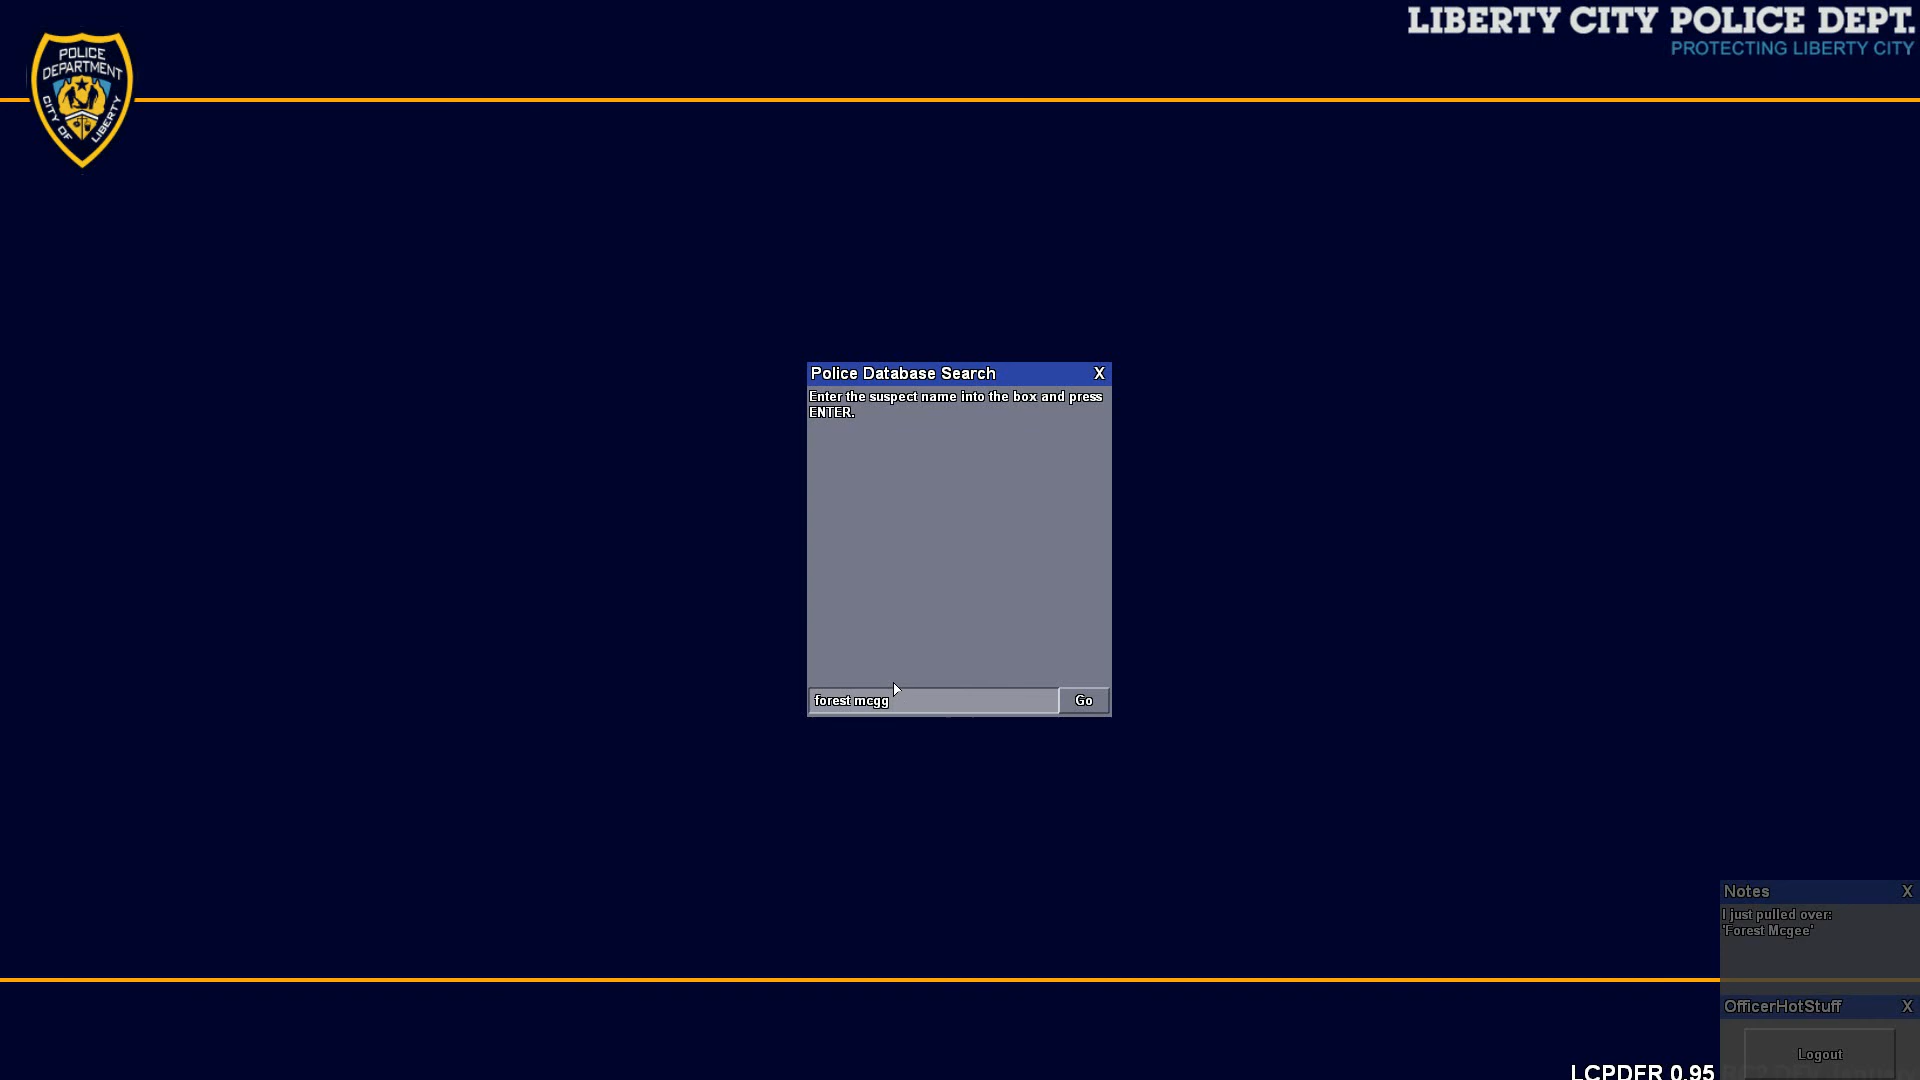 LIBERTY CITY POLICE DEPT.
PROTECTING LIBERTY CITY
POLICE
DEPARTMENT
CITY OF
LIBERTY
Police Database Search X
Enter the suspect name into the box and press
ENTER.
forest mcgg Go
Notes X
I just pulled over:
'Forest Mcgee'
OfficerHotStuff X
Logout
LCPDFR 0.95